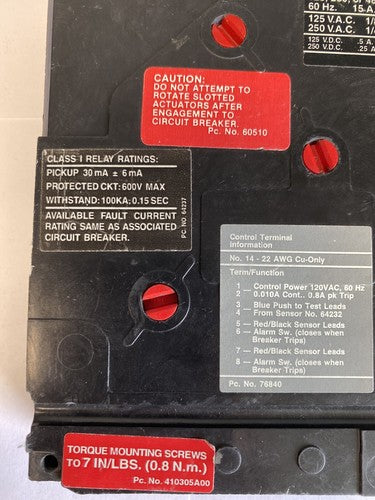 60 Hz. 15-A.
125 V.A.C.
250 V.A.C.
125 V.D.C. .5 A.
250 V.D.C. .25 A.
CAUTION:
DO NOT ATTEMPT TO
ROTATE SLOTTED
ACTUATORS AFTER
ENGAGEMENT TO
CIRCUIT BREAKER.
Pc. No. 60510
CLASS I RELAY RATINGS:
PICKUP 30 mA ± 6 mA
PROTECTED CKT: 600V MAX
WITHSTAND: 100KA; 0.15 SEC
AVAILABLE FAULT CURRENT
RATING SAME AS ASSOCIATED
CIRCUIT BREAKER.
PC. NO. 64237
Control Terminal
Information
No. 14 - 22 AWG Cu-Only
Term/Function
1 Control Power 120VAC, 60 Hz
2 0.010A Cont.. 0.8A pk Trip
3 Blue Push to Test Leads
4 From Sensor No. 64232
5 - Red/Black Sensor Leads
6 - Alarm Sw. (closes when
Breaker Trips)
7 - Red/Black Sensor Leads
8 - Alarm Sw. (closes when
Breaker Trips)
Pc. No. 76840
TORQUE MOUNTING SCREWS
TO 7 IN/LBS. (0.8 N.m.)
Pc. No. 410305A00